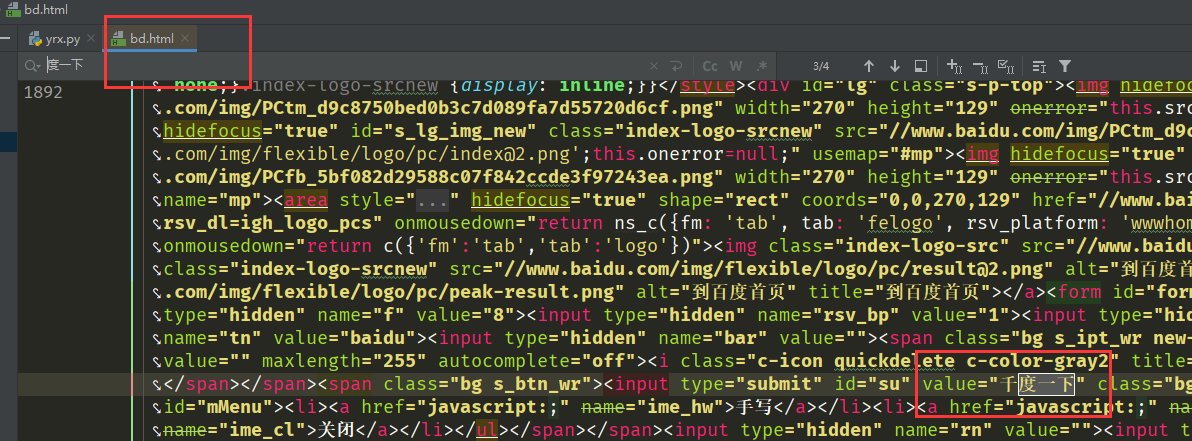 bd.html
yrx.py × bd.html ×
度一下 × Cc W .* 3/4
1892 none;} index-logo-srcnew {display: inline;}}</style><div id="lg" class="s-p-top"><img hidefoc
.com/img/PCtm_d9c8750bed0b3c7d089fa7d55720d6cf.png" width="270" height="129" onerror="this.src
hidefocus="true" id="s_lg_img_new" class="index-logo-srcnew" src="//www.baidu.com/img/PCtm_d9c
.com/img/flexible/logo/pc/index@2.png';this.onerror=null;" usemap="#mp"><img hidefocus="true"
.com/img/PCfb_5bf082d29588c07f842ccde3f97243ea.png" width="270" height="129" onerror="this.src
name="mp"><area style="..." hidefocus="true" shape="rect" coords="0,0,270,129" href="//www.bai
rsv_dl=igh_logo_pcs" onmousedown="return ns_c({fm: 'tab', tab: 'felogo', rsv_platform: 'wwwhom
onmousedown="return c({'fm':'tab','tab':'logo'})"><img class="index-logo-src" src="//www.baidu
class="index-logo-srcnew" src="//www.baidu.com/img/flexible/logo/pc/result@2.png" alt="到百度首
.com/img/flexible/logo/pc/peak-result.png" alt="到百度首页" title="到百度首页"></a><form id="for
type="hidden" name="f" value="8"><input type="hidden" name="rsv_bp" value="1"><input type="hid
name="tn" value="baidu"><input type="hidden" name="bar" value=""><span class="bg s_ipt_wr new-
value="" maxlength="255" autocomplete="off"><i class="c-icon quickdelete c-color-gray2" title=
</span></span><span class="bg s_btn_wr"><input type="submit" id="su" value="千度一下" class="bg
id="mMenu"><li><a href="javascript:;" name="ime_hw">手写</a></li><li><a href="javascript:;" na
name="ime_cl">关闭</a></li></ul></span></span><input type="hidden" name="rn" value=""><input t